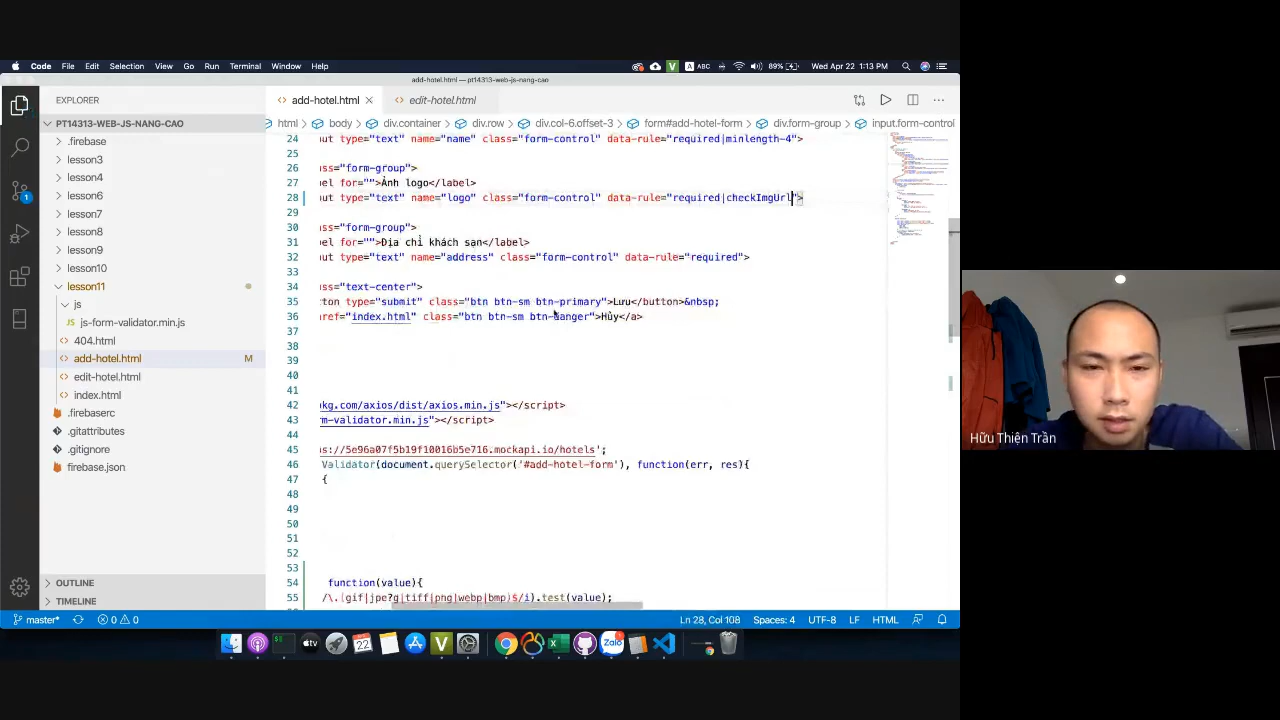 Code File Edit Selection View Go Run Terminal Window Help ABC 89% Wed Apr 22 1:13 PM
add-hotel.html — pt14313-web-js-nang-cao
EXPLORER
add-hotel.html
edit-hotel.html
PT14313-WEB-JS-NANG-CAO
html body div.container div.row div.col-6.offset-3 form#add-hotel-form div.form-group input.form-control
.firebase
lesson3
lesson4
lesson6
lesson7
lesson8
lesson9
lesson10
lesson11
js
js-form-validator.min.js
404.html
add-hotel.html M
edit-hotel.html
index.html
.firebaserc
.gitattributes
.gitignore
firebase.json
OUTLINE
TIMELINE
24 ut type="text" name="name" class="form-control" data-rule="required|minlength-4">
25
26 lass="form-group">
27 el for="">Ảnh logo</label>
28 ut type="text" name="logo" class="form-control" data-rule="required|checkImgUrl">
29
30 lass="form-group">
31 el for="">Địa chỉ khách sạn</label>
32 ut type="text" name="address" class="form-control" data-rule="required">
33
34 lass="text-center">
35 ton type="submit" class="btn btn-sm btn-primary">Lưu</button>&nbsp;
36 href="index.html" class="btn btn-sm btn-danger">Hủy</a>
37
38
39
40
41
42 pkg.com/axios/dist/axios.min.js"></script>
43 m-validator.min.js"></script>
44
45 s://5e96a07f5b19f10016b5e716.mockapi.io/hotels';
46 Validator(document.querySelector('#add-hotel-form'), function(err, res){
47 {
48
49
50
51
52
53
54 function(value){
55 /\.(gif|jpe?g|tiff|png|webp|bmp)$/i).test(value);
master* 0 0 Ln 28, Col 108 Spaces: 4 UTF-8 LF HTML
Hữu Thiện Trần